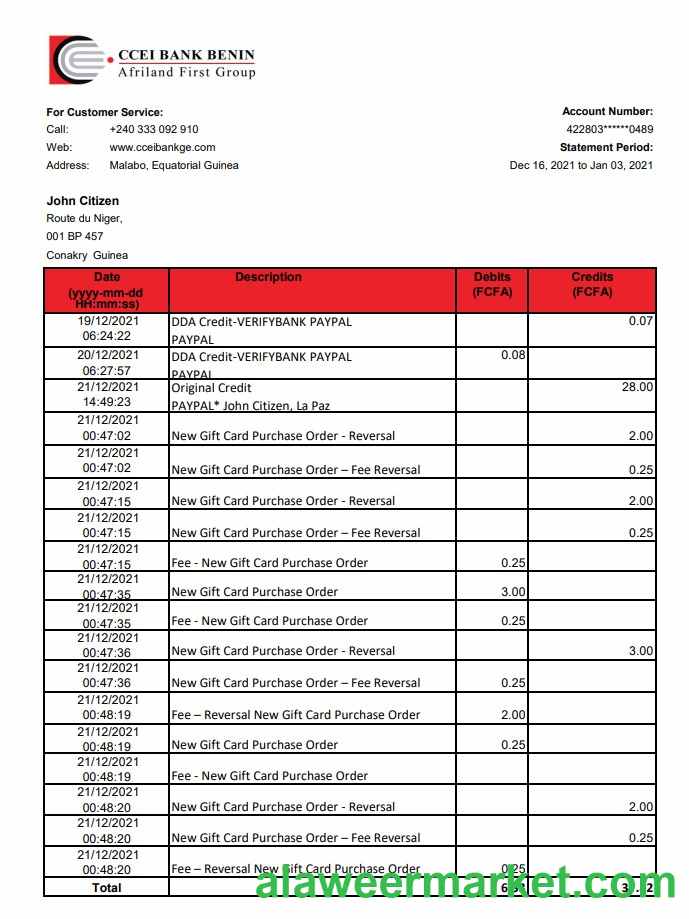 CCEI BANK BENIN
Afriland First Group
For Customer Service:
Call: +240 333 092 910
Web: www.cceibankge.com
Address: Malabo, Equatorial Guinea
Account Number:
422803******0489
Statement Period:
Dec 16, 2021 to Jan 03, 2021
John Citizen
Route du Niger,
001 BP 457
Conakry Guinea
Date (yyyy-mm-dd HH:mm:ss) Description Debits (FCFA) Credits (FCFA)
19/12/2021 06:24:22 DDA Credit-VERIFYBANK PAYPAL PAYPAL 0.07
20/12/2021 06:27:57 DDA Credit-VERIFYBANK PAYPAL PAYPAL 0.08
21/12/2021 14:49:23 Original Credit PAYPAL* John Citizen, La Paz 28.00
21/12/2021 00:47:02 New Gift Card Purchase Order - Reversal 2.00
21/12/2021 00:47:02 New Gift Card Purchase Order – Fee Reversal 0.25
21/12/2021 00:47:15 New Gift Card Purchase Order - Reversal 2.00
21/12/2021 00:47:15 New Gift Card Purchase Order – Fee Reversal 0.25
21/12/2021 00:47:15 Fee - New Gift Card Purchase Order 0.25
21/12/2021 00:47:35 New Gift Card Purchase Order 3.00
21/12/2021 00:47:35 Fee - New Gift Card Purchase Order 0.25
21/12/2021 00:47:36 New Gift Card Purchase Order - Reversal 3.00
21/12/2021 00:47:36 New Gift Card Purchase Order – Fee Reversal 0.25
21/12/2021 00:48:19 Fee – Reversal New Gift Card Purchase Order 2.00
21/12/2021 00:48:19 New Gift Card Purchase Order 0.25
21/12/2021 00:48:19 Fee - New Gift Card Purchase Order
21/12/2021 00:48:20 New Gift Card Purchase Order - Reversal 2.00
21/12/2021 00:48:20 New Gift Card Purchase Order – Fee Reversal 0.25
21/12/2021 00:48:20 Fee – Reversal New Gift Card Purchase Order 0.25
Total
alaweermarket.com